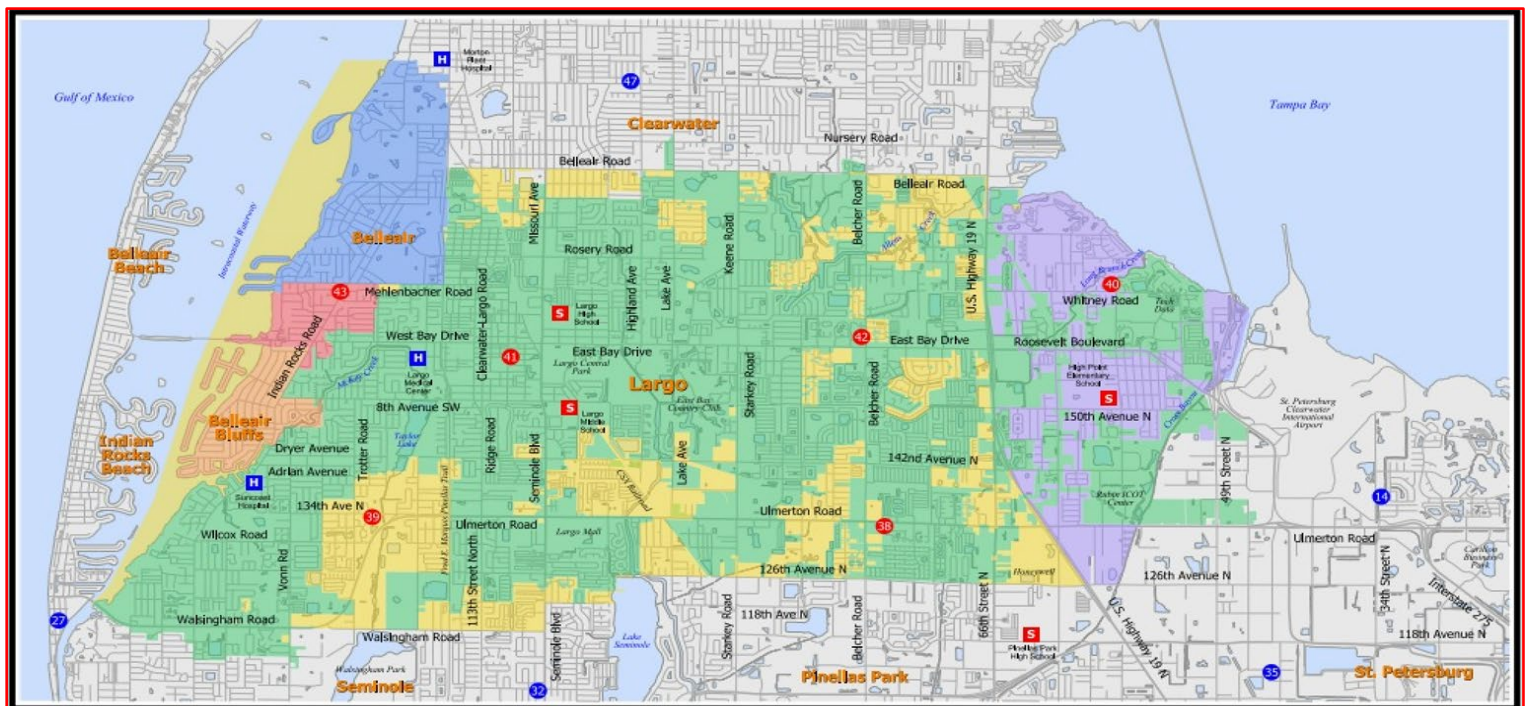 Morton
Plant
Hospital
H
47
Gulf of Mexico
Tampa Bay
Clearwater
Nursery Road
Belleair Road
Belleair Road
Missouri Ave
Belcher Road
Allens Creek
Intracoastal Waterway
Belleair
Belleair
Beach
Rosery Road
Keene Road
U.S. Highway 19 N
Long Branch Creek
43
Mehlenbacher Road
Clearwater-Largo Road
Highland Ave
Lake Ave
40
Whitney Road
Tech
Data
S
Largo
High
School
Indian Rocks Road
West Bay Drive
42
East Bay Drive
Roosevelt Boulevard
H
Largo
Medical
Center
McKay Creek
41
East Bay Drive
Largo Central
Park
Largo
Starkey Road
Belcher Road
High Point
Elementary
School
S
150th Avenue N
Cross Bayou
St. Petersburg
Clearwater
International
Airport
8th Avenue SW
S
Largo
Middle
School
East Bay
Country Club
Belleair
Bluffs
Indian
Rocks
Beach
Dryer Avenue
Taylor
Lake
Trotter Road
Ridge Road
Seminole Blvd
Lake Ave
142nd Avenue N
49th Street N
Adrian Avenue
H
Suncoast
Hospital
134th Ave N
39
Fred E. Marquis Pinellas Trail
CSX Railroad
Rubin ICOT
Center
14
Wilcox Road
Ulmerton Road
Largo Mall
Ulmerton Road
38
Ulmerton Road
Vonn Rd
113th Street North
126th Avenue N
Honeywell
126th Avenue N
34th Street N
Carillon
Business
Park
Interstate 275
27
Walsingham Road
Walsingham Road
Seminole Blvd
Lake
Seminole
Starkey Road
118th Ave N
Belcher Road
66th Street N
S
Pinellas Park
High School
U.S. Highway 19 N
118th Avenue N
Walsingham Park
Seminole
32
Pinellas Park
35
St. Petersburg